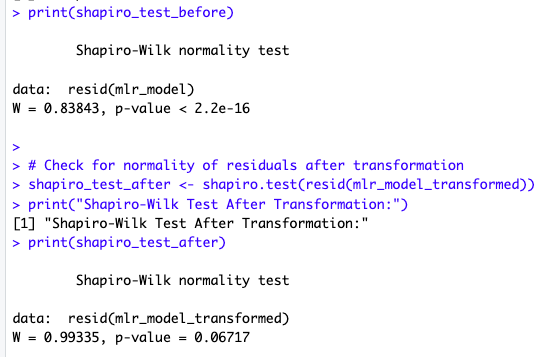 > print(shapiro_test_before)
Shapiro-Wilk normality test
data:  resid(mlr_model)
W = 0.83843, p-value < 2.2e-16
>
> # Check for normality of residuals after transformation
> shapiro_test_after <- shapiro.test(resid(mlr_model_transformed))
> print("Shapiro-Wilk Test After Transformation:")
[1] "Shapiro-Wilk Test After Transformation:"
> print(shapiro_test_after)
Shapiro-Wilk normality test
data:  resid(mlr_model_transformed)
W = 0.99335, p-value = 0.06717